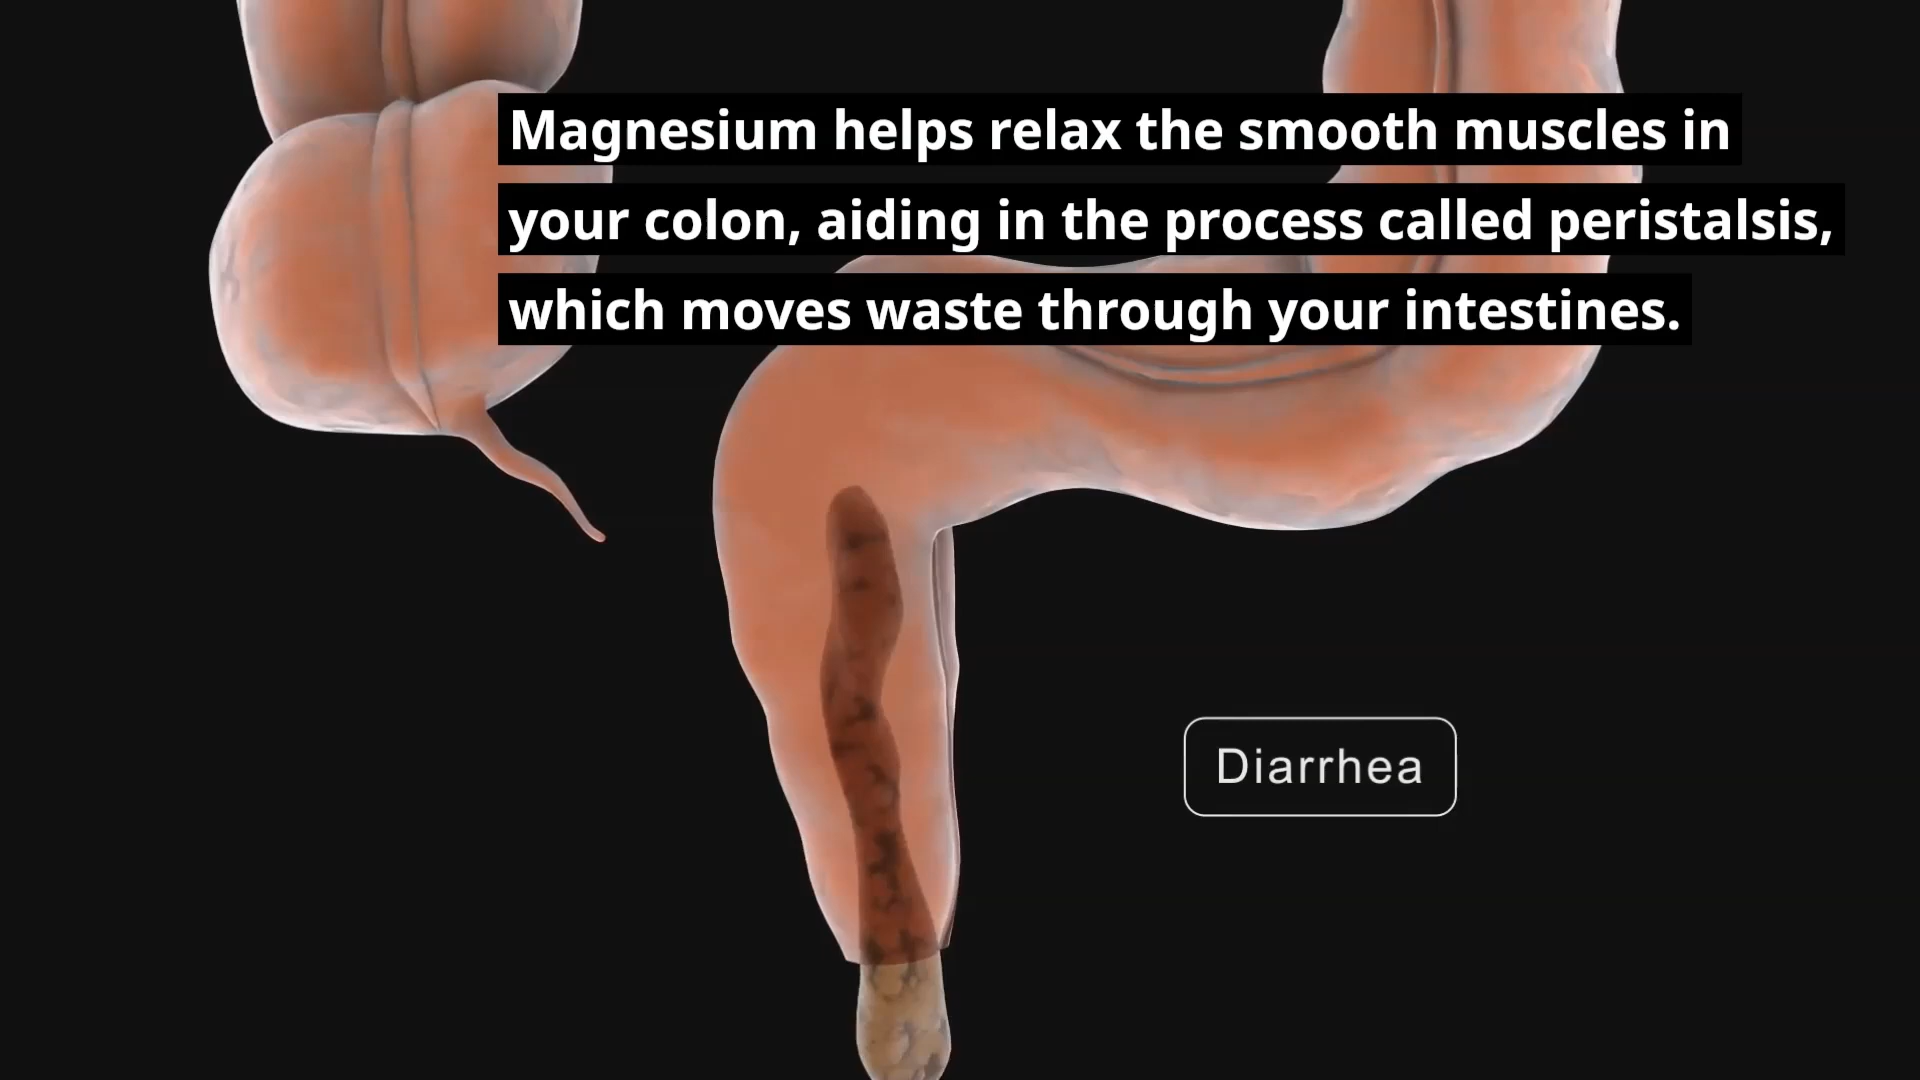 Magnesium helps relax the smooth muscles in
your colon, aiding in the process called peristalsis,
which moves waste through your intestines.
Diarrhea